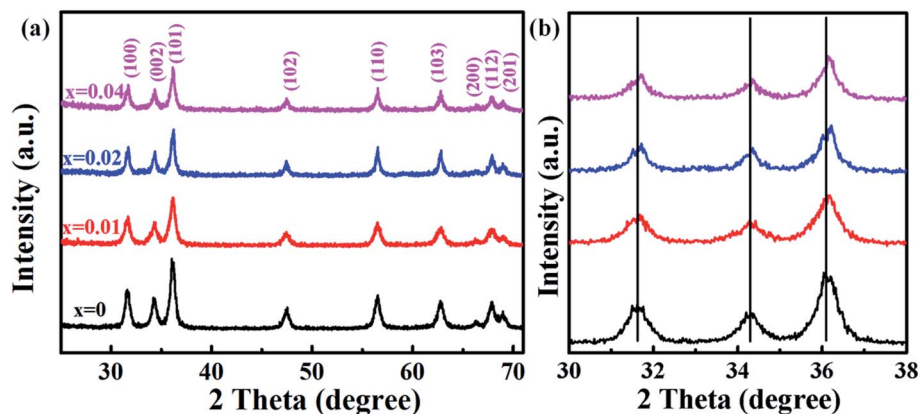 (a)
(100)
(002)
(101)
(102)
(110)
(103)
(200)
(112)
(201)
x=0.04
x=0.02
x=0.01
x=0
Intensity (a.u.)
30 40 50 60 70
2 Theta (degree)
(b)
Intensity (a.u.)
30 32 34 36 38
2 Theta (degree)